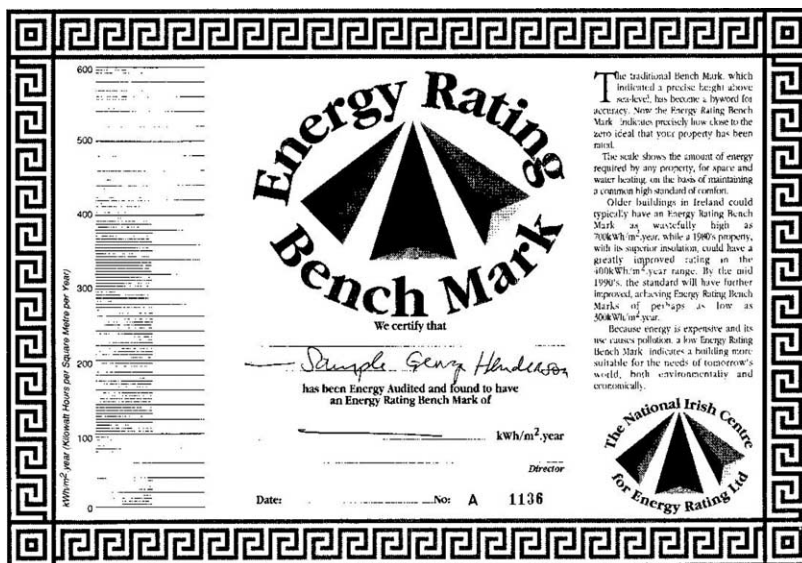 600
500
400
300
200
100
0
kWh/m² year (Kilowatt Hours per Square Metre per Year)
Energy Rating
Bench Mark
We certify that
Sample George Henderson
has been Energy Audited and found to have
an Energy Rating Bench Mark of
kWh/m².year
Director
Date: No: A 1136
The traditional Bench Mark, which
indicated a precise height above
sea-level, has become a byword for
accuracy. Now the Energy Rating Bench
Mark indicates precisely how close to the
zero ideal that your property has been
rated.
The scale shows the amount of energy
required by any property, for space and
water heating, on the basis of maintaining
a common high standard of comfort.
Older buildings in Ireland could
typically have an Energy Rating Bench
Mark as wastefully high as
700kWh/m².year, while a 1980's property,
with its superior insulation, could have a
greatly improved rating in the
400kWh/m².year range. By the mid
1990's, the standard will have further
improved, achieving Energy Rating Bench
Marks of perhaps as low as
300kWh/m².year.
Because energy is expensive and its
use causes pollution, a low Energy Rating
Bench Mark indicates a building more
suitable for the needs of tomorrow's
world, both environmentally and
economically.
The National Irish Centre
for Energy Rating Ltd